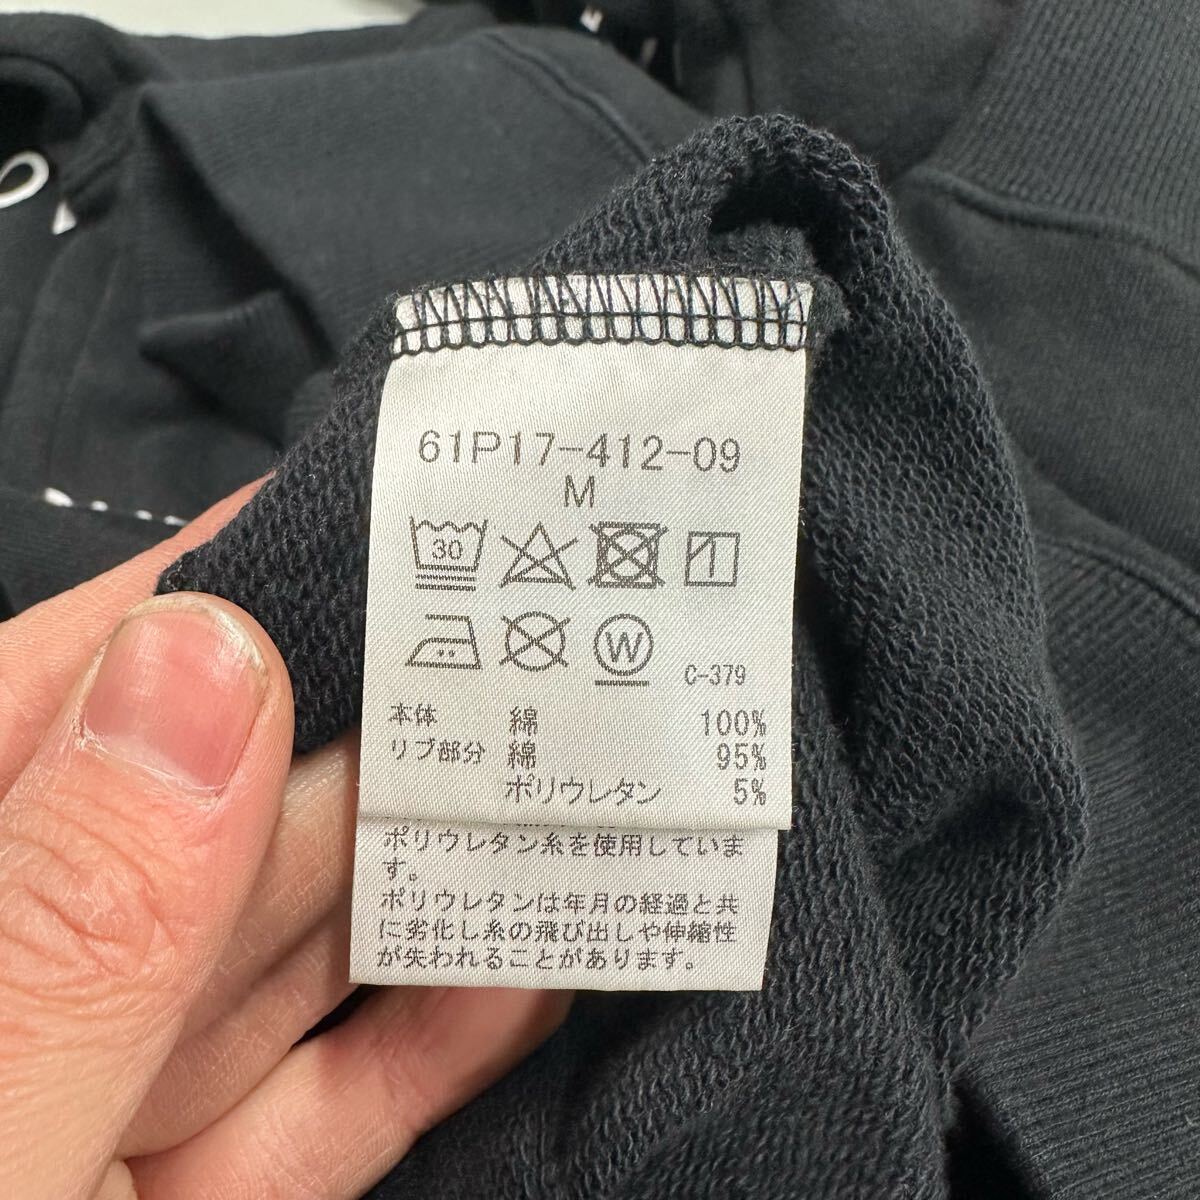 61P17-412-09
M
30
W
C-379
本体 綿 100%
リブ部分 綿 95%
ポリウレタン 5%
ポリウレタン糸を使用していま
す。
ポリウレタンは年月の経過と共
に劣化し糸の飛び出しや伸縮性
が失われることがあります。